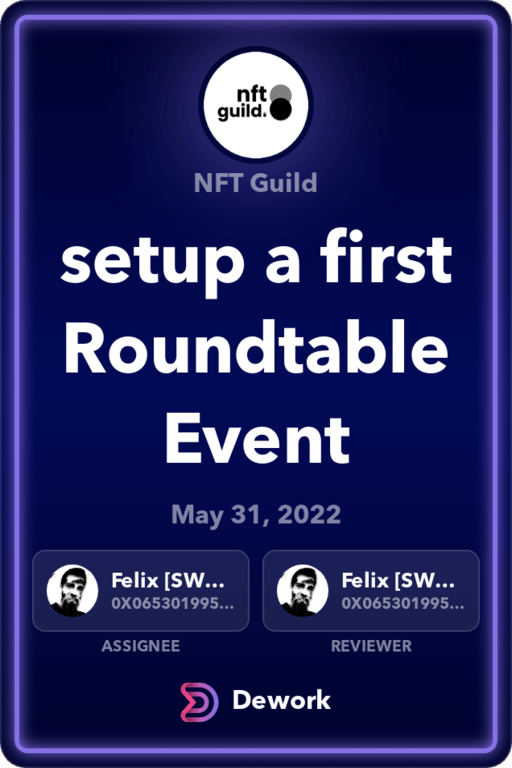 nft
guild.
NFT Guild
setup a first
Roundtable
Event
May 31, 2022
Felix [SW...
0X065301995...
Felix [SW...
0X065301995...
ASSIGNEE
REVIEWER
Dework